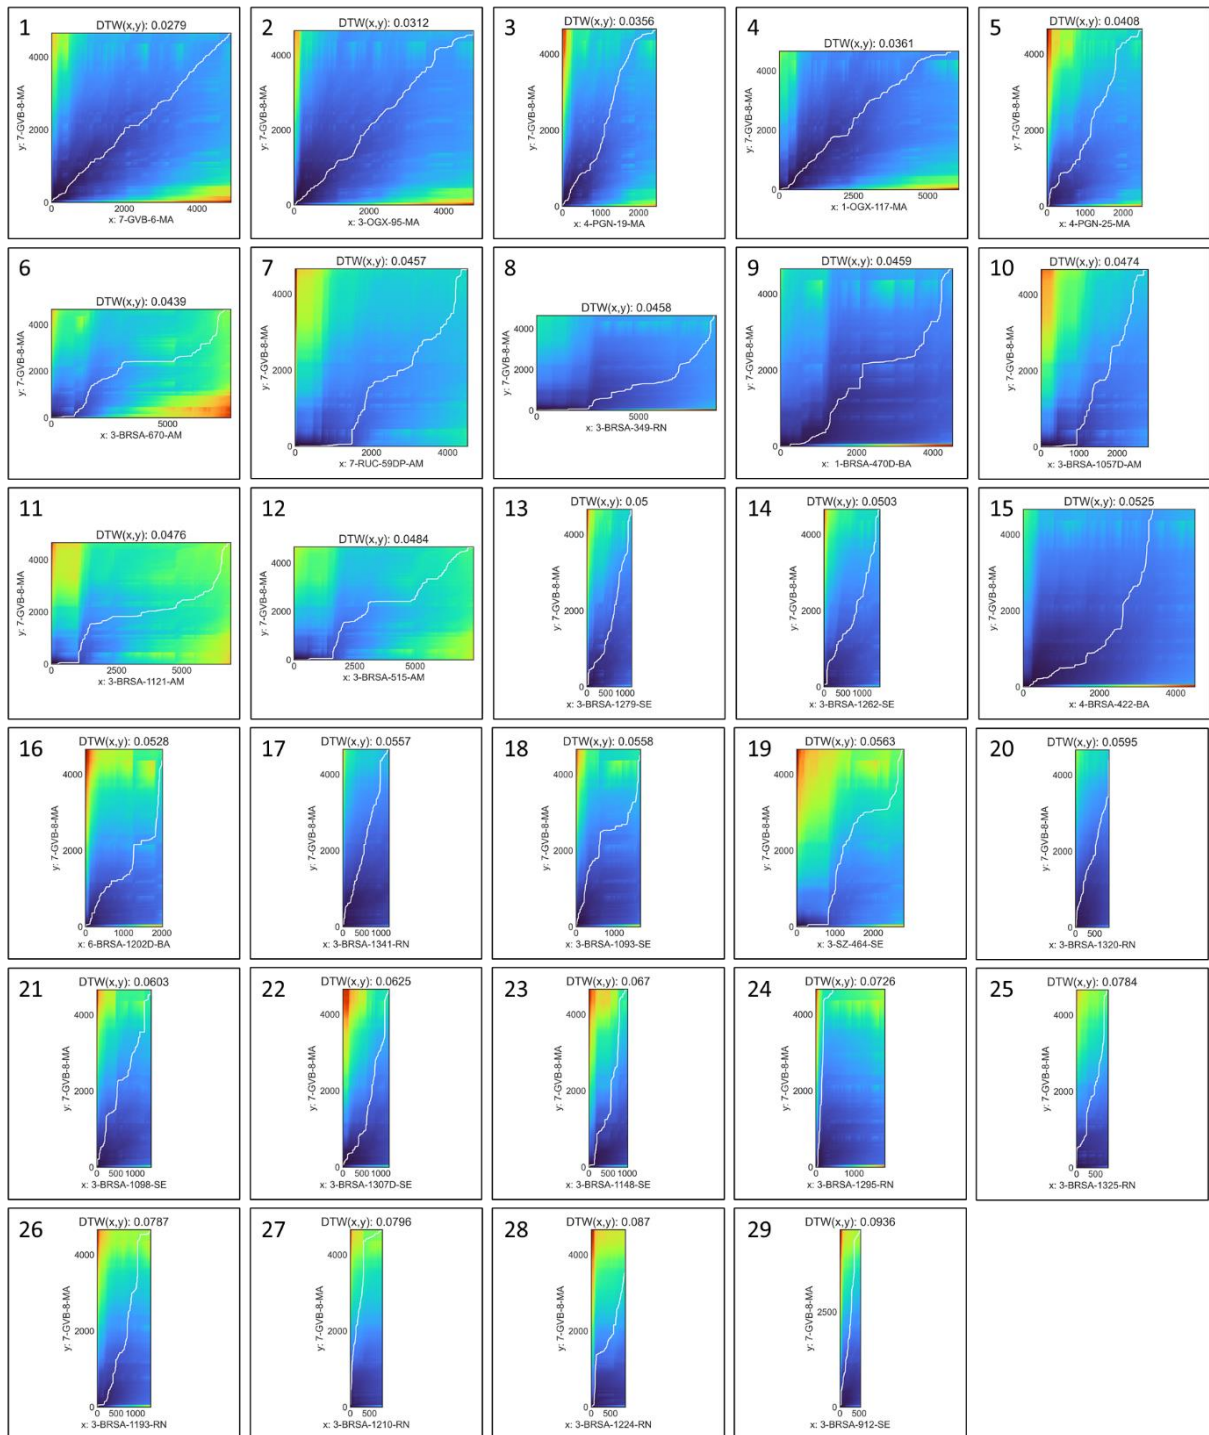 1
DTW(x,y): 0.0279
4000
2000
0
0 2000 4000
y: 7-GVB-8-MA
x: 7-GVB-6-MA
2
DTW(x,y): 0.0312
4000
2000
0
0 2000 4000
y: 7-GVB-8-MA
x: 3-OGX-95-MA
3
DTW(x,y): 0.0356
4000
2000
0
0 1000 2000
y: 7-GVB-8-MA
x: 4-PGN-19-MA
4
DTW(x,y): 0.0361
4000
2000
0
0 2500 5000
y: 7-GVB-8-MA
x: 1-OGX-117-MA
5
DTW(x,y): 0.0408
4000
2000
0
0 1000 2000
y: 7-GVB-8-MA
x: 4-PGN-25-MA
6
DTW(x,y): 0.0439
4000
2000
0
0 5000
y: 7-GVB-8-MA
x: 3-BRSA-670-AM
7
DTW(x,y): 0.0457
4000
2000
0
0 2000 4000
y: 7-GVB-8-MA
x: 7-RUC-59DP-AM
8
DTW(x,y): 0.0458
4000
2000
0
0 5000
y: 7-GVB-8-MA
x: 3-BRSA-349-RN
9
DTW(x,y): 0.0459
4000
2000
0
0 2000 4000
y: 7-GVB-8-MA
x: 1-BRSA-470D-BA
10
DTW(x,y): 0.0474
4000
2000
0
0 1000 2000
y: 7-GVB-8-MA
x: 3-BRSA-1057D-AM
11
DTW(x,y): 0.0476
4000
2000
0
0 2500 5000
y: 7-GVB-8-MA
x: 3-BRSA-1121-AM
12
DTW(x,y): 0.0484
4000
2000
0
0 2500 5000
y: 7-GVB-8-MA
x: 3-BRSA-515-AM
13
DTW(x,y): 0.05
4000
2000
0
0 500 1000
y: 7-GVB-8-MA
x: 3-BRSA-1279-SE
14
DTW(x,y): 0.0503
4000
2000
0
0 500 1000
y: 7-GVB-8-MA
x: 3-BRSA-1262-SE
15
DTW(x,y): 0.0525
4000
2000
0
0 2000 4000
y: 7-GVB-8-MA
x: 4-BRSA-422-BA
16
DTW(x,y): 0.0528
4000
2000
0
0 1000 2000
y: 7-GVB-8-MA
x: 6-BRSA-1202D-BA
17
DTW(x,y): 0.0557
4000
2000
0
0 500 1000
y: 7-GVB-8-MA
x: 3-BRSA-1341-RN
18
DTW(x,y): 0.0558
4000
2000
0
0 500 1000
y: 7-GVB-8-MA
x: 3-BRSA-1093-SE
19
DTW(x,y): 0.0563
4000
2000
0
0 1000 2000
y: 7-GVB-8-MA
x: 3-SZ-464-SE
20
DTW(x,y): 0.0595
4000
2000
0
0 500
y: 7-GVB-8-MA
x: 3-BRSA-1320-RN
21
DTW(x,y): 0.0603
4000
2000
0
0 500 1000
y: 7-GVB-8-MA
x: 3-BRSA-1098-SE
22
DTW(x,y): 0.0625
4000
2000
0
0 500 1000
y: 7-GVB-8-MA
x: 3-BRSA-1307D-SE
23
DTW(x,y): 0.067
4000
2000
0
0 500 1000
y: 7-GVB-8-MA
x: 3-BRSA-1148-SE
24
DTW(x,y): 0.0726
4000
2000
0
0 1000
y: 7-GVB-8-MA
x: 3-BRSA-1295-RN
25
DTW(x,y): 0.0784
4000
2000
0
0 500
y: 7-GVB-8-MA
x: 3-BRSA-1325-RN
26
DTW(x,y): 0.0787
4000
2000
0
0 500 1000
y: 7-GVB-8-MA
x: 3-BRSA-1193-RN
27
DTW(x,y): 0.0796
4000
2000
0
0 500
y: 7-GVB-8-MA
x: 3-BRSA-1210-RN
28
DTW(x,y): 0.087
4000
2000
0
0 500
y: 7-GVB-8-MA
x: 3-BRSA-1224-RN
29
DTW(x,y): 0.0936
2500
0
0 500
y: 7-GVB-8-MA
x: 3-BRSA-912-SE